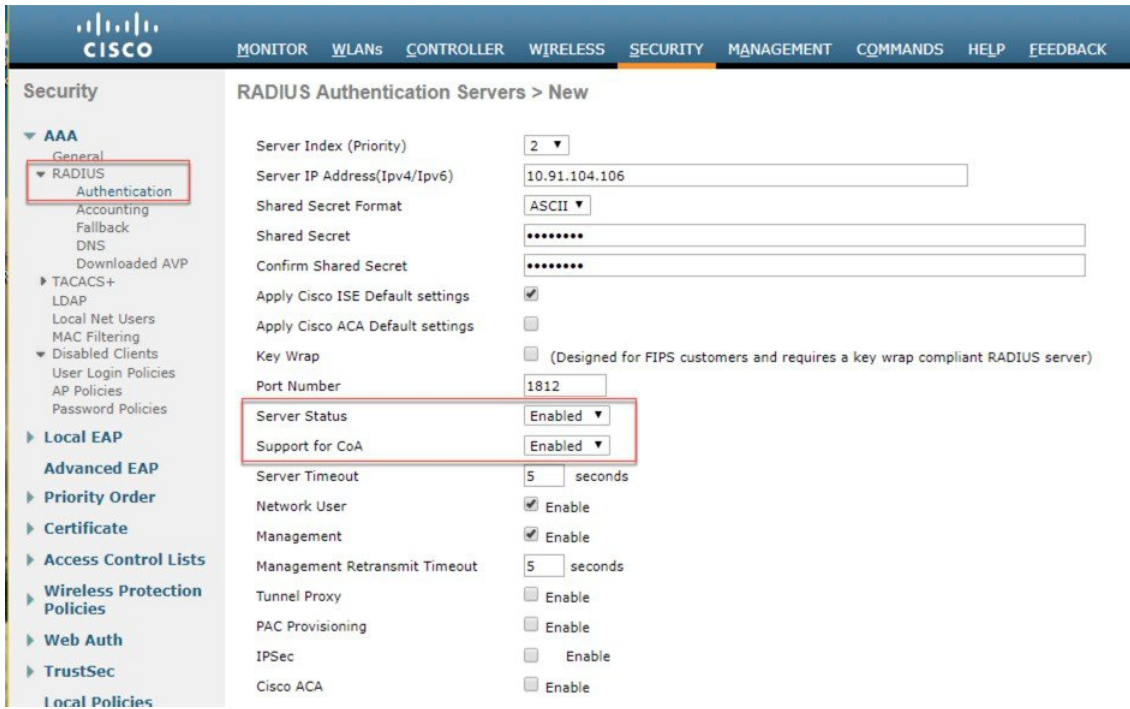 CISCO
MONITOR WLANs CONTROLLER WIRELESS SECURITY MANAGEMENT COMMANDS HELP FEEDBACK
Security
AAA
General
RADIUS
Authentication
Accounting
Fallback
DNS
Downloaded AVP
TACACS+
LDAP
Local Net Users
MAC Filtering
Disabled Clients
User Login Policies
AP Policies
Password Policies
Local EAP
Advanced EAP
Priority Order
Certificate
Access Control Lists
Wireless Protection
Policies
Web Auth
TrustSec
Local Policies
RADIUS Authentication Servers > New
Server Index (Priority) 2
Server IP Address(Ipv4/Ipv6) 10.91.104.106
Shared Secret Format ASCII
Shared Secret ••••••••
Confirm Shared Secret ••••••••
Apply Cisco ISE Default settings
Apply Cisco ACA Default settings
Key Wrap (Designed for FIPS customers and requires a key wrap compliant RADIUS server)
Port Number 1812
Server Status Enabled
Support for CoA Enabled
Server Timeout 5 seconds
Network User Enable
Management Enable
Management Retransmit Timeout 5 seconds
Tunnel Proxy Enable
PAC Provisioning Enable
IPSec Enable
Cisco ACA Enable